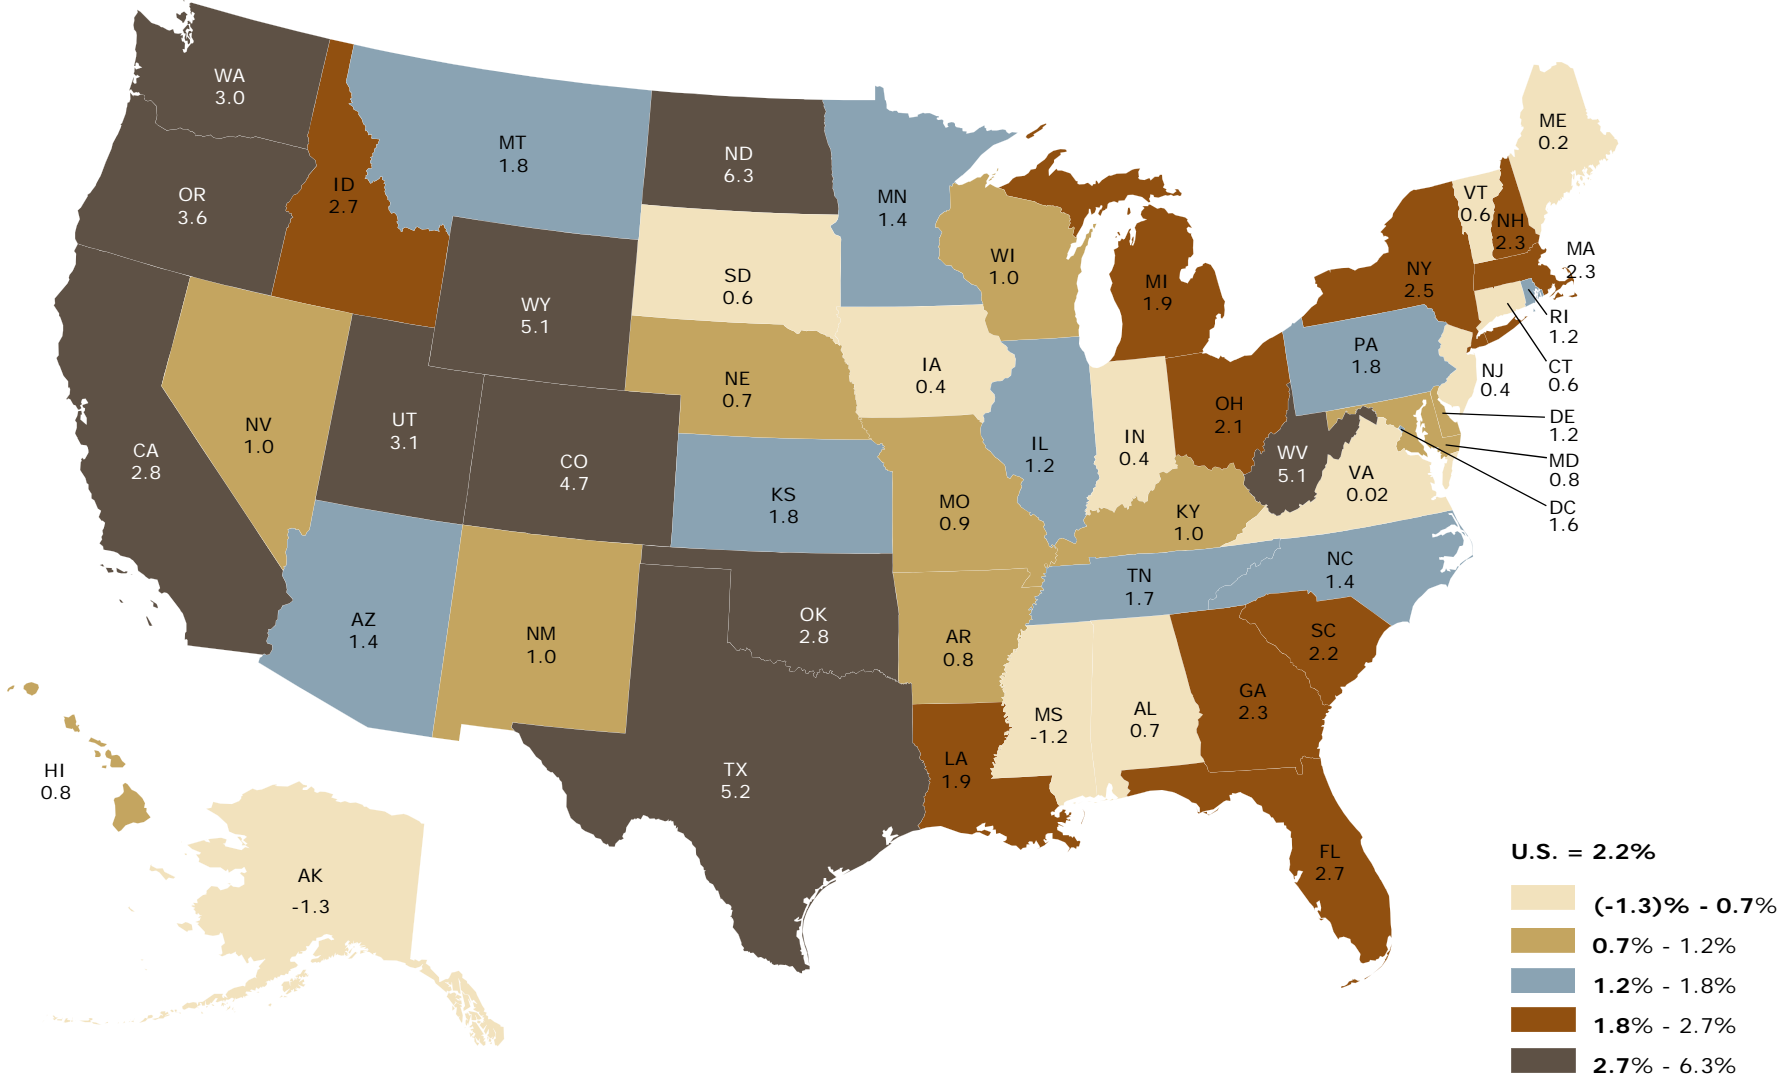 WA
3.0
MT
1.8
ND
6.3
ME
0.2
OR
3.6
ID
2.7
MN
1.4
VT
0.6
NH
2.3
MA
2.3
WI
1.0
SD
0.6
MI
1.9
NY
2.5
WY
5.1
RI
1.2
PA
1.8
IA
0.4
NE
0.7
NJ
0.4
CT
0.6
OH
2.1
DE
1.2
UT
3.1
NV
1.0
CA
2.8
CO
4.7
IL
1.2
IN
0.4
WV
5.1
VA
0.02
MD
0.8
KS
1.8
MO
0.9
KY
1.0
DC
1.6
NC
1.4
TN
1.7
AZ
1.4
NM
1.0
OK
2.8
AR
0.8
SC
2.2
GA
2.3
MS
-1.2
AL
0.7
LA
1.9
TX
5.2
HI
0.8
AK
-1.3
FL
2.7
U.S. = 2.2%
(-1.3)% - 0.7%
0.7% - 1.2%
1.2% - 1.8%
1.8% - 2.7%
2.7% - 6.3%